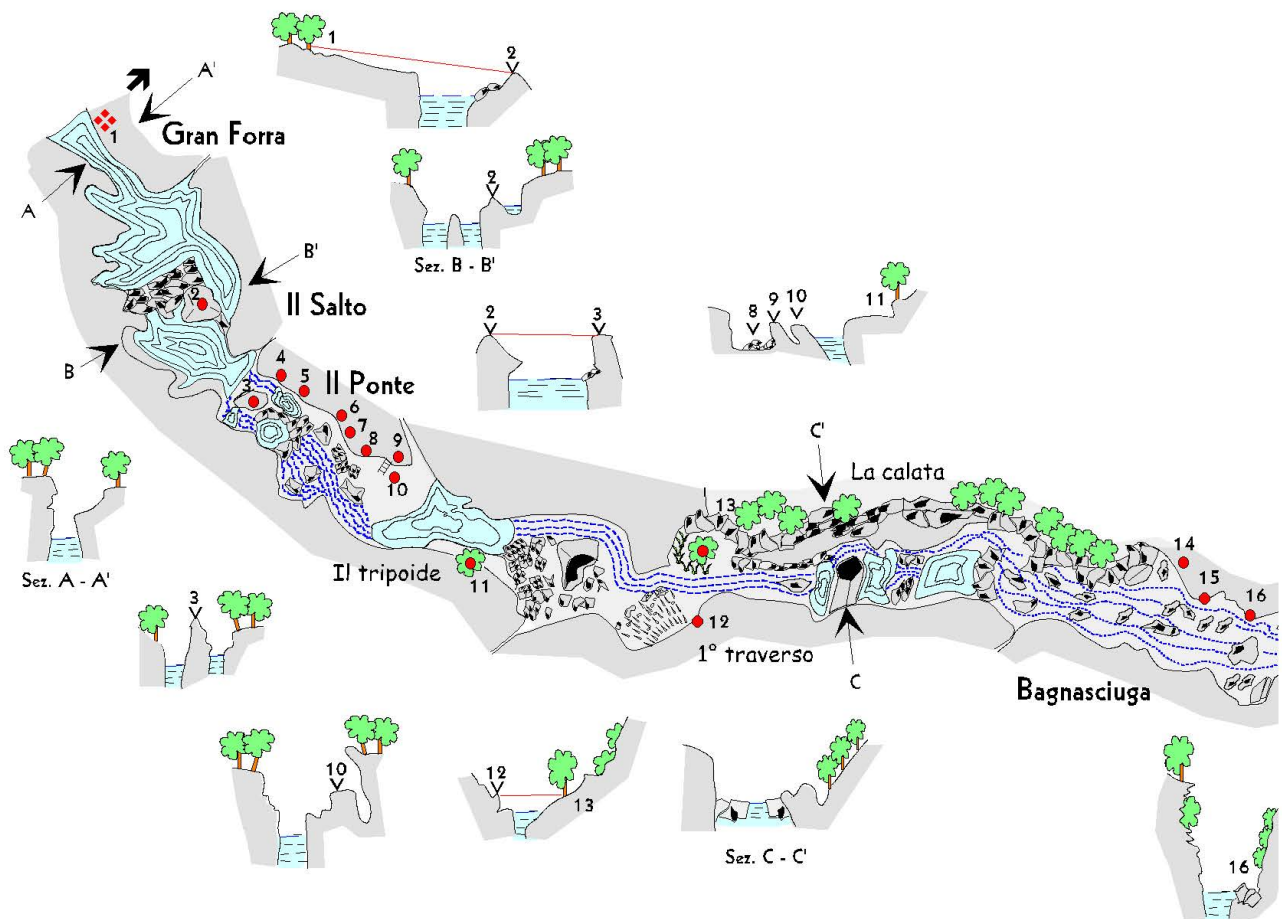 1
2
A'
1
Gran Forra
A
2
Sez. B - B'
B'
2
Il Salto
B
2
3
8
9
10
11
4
5
Il Ponte
3
6
7
8
9
10
C'
La calata
13
14
15
16
Sez. A - A'
Il tripoide
11
12
1° traverso
C
Bagnasciuga
3
10
12
13
Sez. C - C'
16